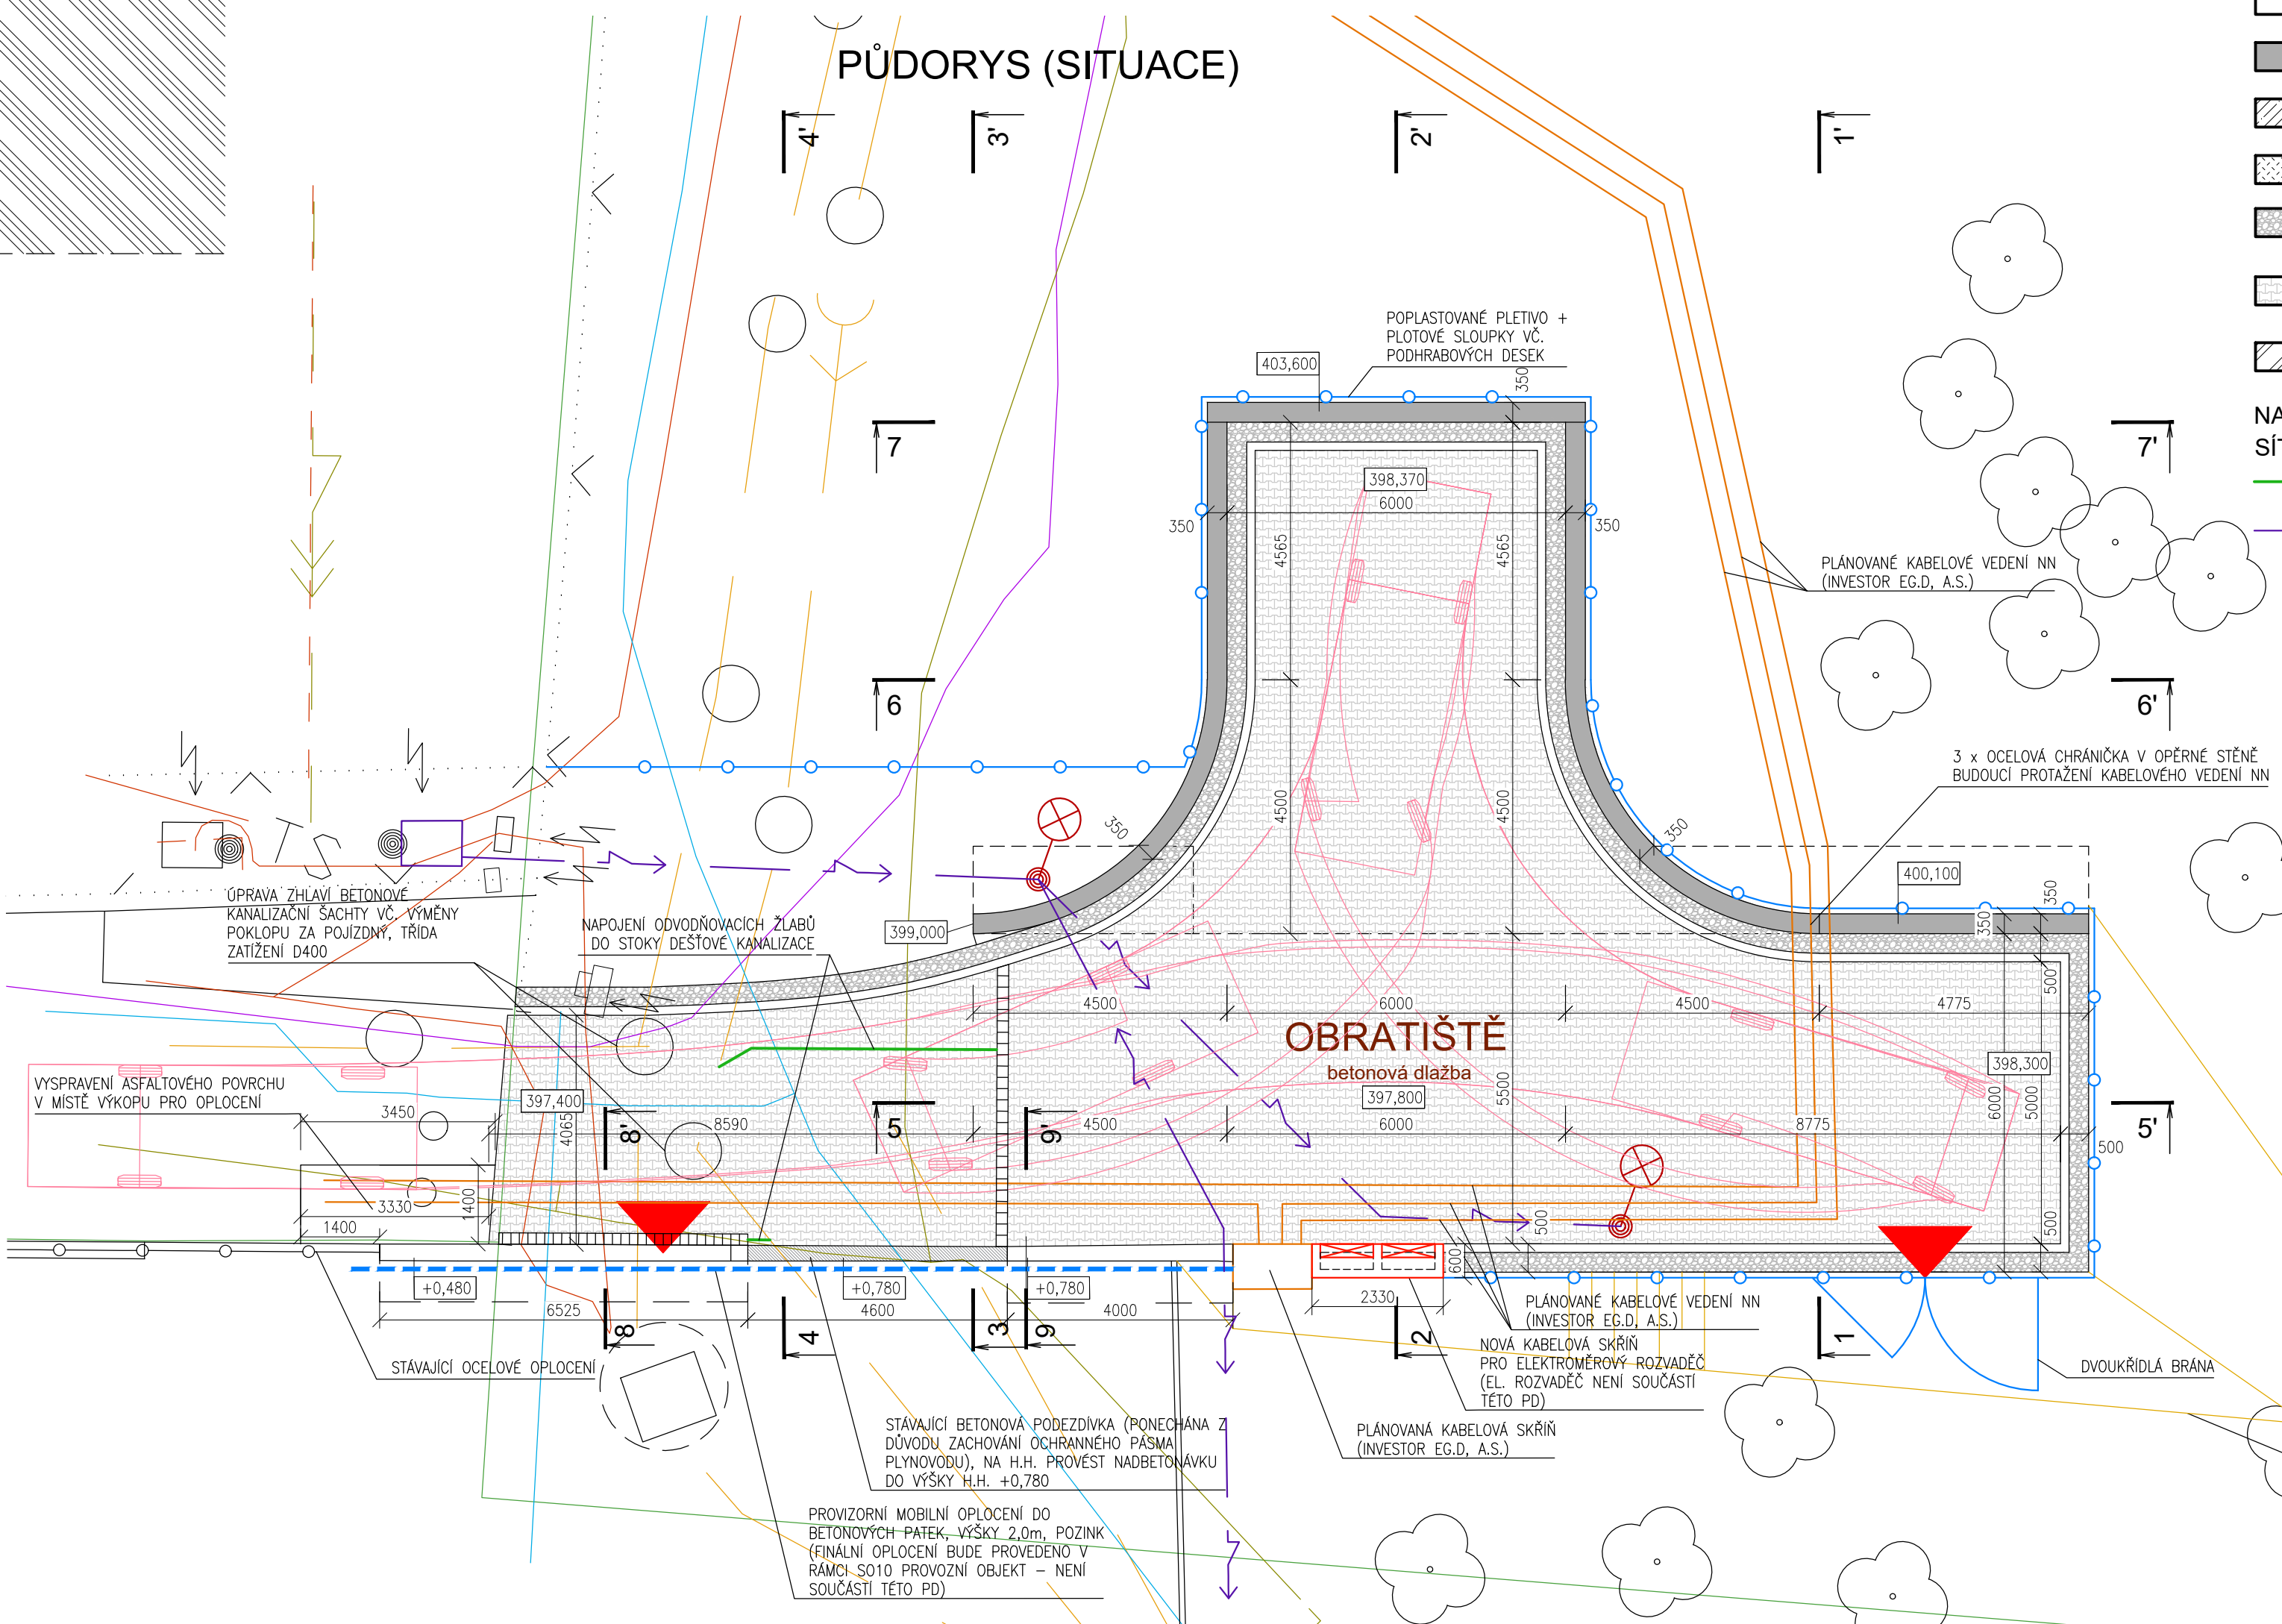 PŮDORYS (SITUACE)
4'
3'
2'
1'
POPLASTOVANÉ PLETIVO +
PLOTOVÉ SLOUPKY VČ.
PODHRABOVÝCH DESEK
403,600
350
NA
SÍT
7
7'
398,370
6000
350
350
4565
4565
PLÁNOVANÉ KABELOVÉ VEDENÍ NN
(INVESTOR EG.D, A.S.)
6
6'
3 x OCELOVÁ CHRÁNIČKA V OPĚRNÉ STĚNĚ
BUDOUCÍ PROTAŽENÍ KABELOVÉHO VEDENÍ NN
4500
4500
350
350
400,100
350
350
ÚPRAVA ZHLAVÍ BETONOVÉ
KANALIZAČNÍ ŠACHTY VČ. VÝMĚNY
POKLOPU ZA POJÍZDNÝ, TŘÍDA
ZATÍŽENÍ D400
NAPOJENÍ ODVODŇOVACÍCH ŽLABŮ
DO STOKY DEŠŤOVÉ KANALIZACE
399,000
500
4500
6000
4500
4775
OBRATIŠTĚ
betonová dlažba
398,300
397,800
5500
6000
5000
VYSPRAVENÍ ASFALTOVÉHO POVRCHU
V MÍSTĚ VÝKOPU PRO OPLOCENÍ
3450
397,400
4065
8'
8590
5
9'
4500
6000
8775
5'
500
3330
1400
1400
500
500
600
+0,480
+0,780
+0,780
6525
4600
4000
2330
8
4
3
9
2
1
STÁVAJÍCÍ OCELOVÉ OPLOCENÍ
PLÁNOVANÉ KABELOVÉ VEDENÍ NN
(INVESTOR EG.D, A.S.)
NOVÁ KABELOVÁ SKŘÍŇ
PRO ELEKTROMĚROVÝ ROZVADĚČ
(EL. ROZVADĚČ NENÍ SOUČÁSTÍ
TÉTO PD)
DVOUKŘÍDLÁ BRÁNA
PLÁNOVANÁ KABELOVÁ SKŘÍŇ
(INVESTOR EG.D, A.S.)
STÁVAJÍCÍ BETONOVÁ PODEZDÍVKA (PONECHÁNA Z
DŮVODU ZACHOVÁNÍ OCHRANNÉHO PÁSMA
PLYNOVODU), NA H.H. PROVÉST NADBETONÁVKU
DO VÝŠKY H.H. +0,780
PROVIZORNÍ MOBILNÍ OPLOCENÍ DO
BETONOVÝCH PATEK, VÝŠKY 2,0m, POZINK
(FINÁLNÍ OPLOCENÍ BUDE PROVEDENO V
RÁMCI SO10 PROVOZNÍ OBJEKT – NENÍ
SOUČÁSTÍ TÉTO PD)